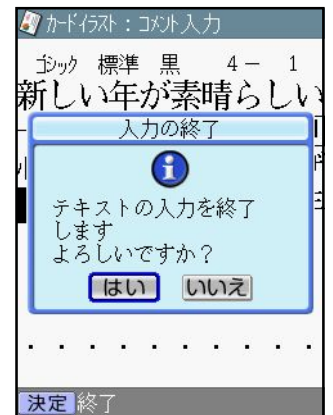 カードイラスト：コメント入力
ゴシック 標準 黒 4－ 1
新しい年が素晴らしい
入力の終了
テキストの入力を終了
します
よろしいですか？
はい いいえ
決定 終了